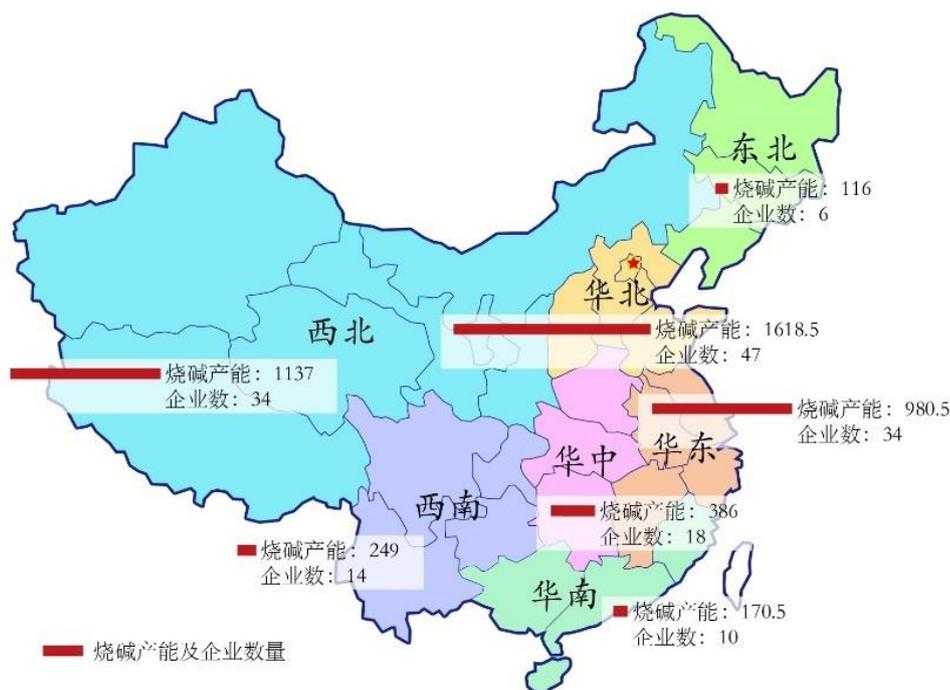 东北
烧碱产能：116
企业数：6
华北
烧碱产能：1618.5
企业数：47
西北
烧碱产能：1137
企业数：34
烧碱产能：980.5
企业数：34
华东
华中
西南
烧碱产能：386
企业数：18
烧碱产能：249
企业数：14
华南
烧碱产能：170.5
企业数：10
烧碱产能及企业数量